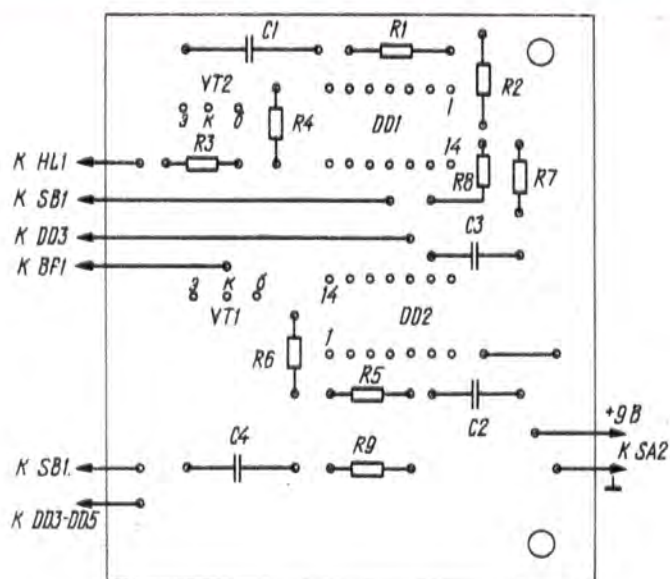 C1
R1
VT2
э к б
R4
1
DD1
R2
R3
14
К HL1
R8
R7
К SB1
C3
К DD3
К BF1
э к б
14
VT1
DD2
1
R6
R5
+9В
C4
R9
C2
К SA2
К SB1.
К DD3-DD5